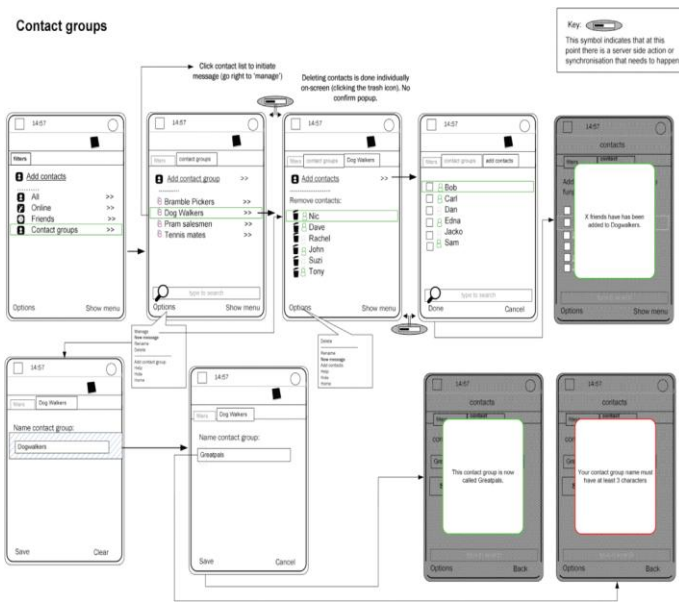 Contact groups
Key:
This symbol indicates that at this
point there is a server side action or
synchronisation that needs to happen
Click contact list to initiate
message (go right to 'manage')
Deleting contacts is done individually
on-screen (clicking the trash icon). No
confirm popup.
14:57
filters
Add contacts
All >>
Online >>
Friends >>
Contact groups >>
Options Show menu
14:57
filters contact groups
Add contact group >>
Bramble Pickers >>
Dog Walkers >>
Pram salesmen >>
Tennis mates >>
type to search
Options Show menu
14:57
filters contact groups Dog Walkers
Add contacts >>
Remove contacts:
Nic
Dave
Rachel
John
Suzi
Tony
Options Show menu
14:57
filters contact groups add contacts
Bob
Carl
Dan
Edna
Jacko
Sam
type to search
Done Cancel
14:57
contacts
filters contact
X friends have has been
added to Dogwalkers.
Options Show menu
Manage
New message
Rename
Delete
Add contact group
Help
Hide
Home
Delete
Rename
New message
Add contacts
Help
Hide
Home
14:57
filters Dog Walkers
Name contact group:
Dogwalkers
Save Clear
14:57
filters Dog Walkers
Name contact group:
Greatpals
Save Cancel
14:57
contacts
contact
This contact group is now
called Greatpals.
Options Back
14:57
contacts
contact
Your contact group name must
have at least 3 characters
Options Back